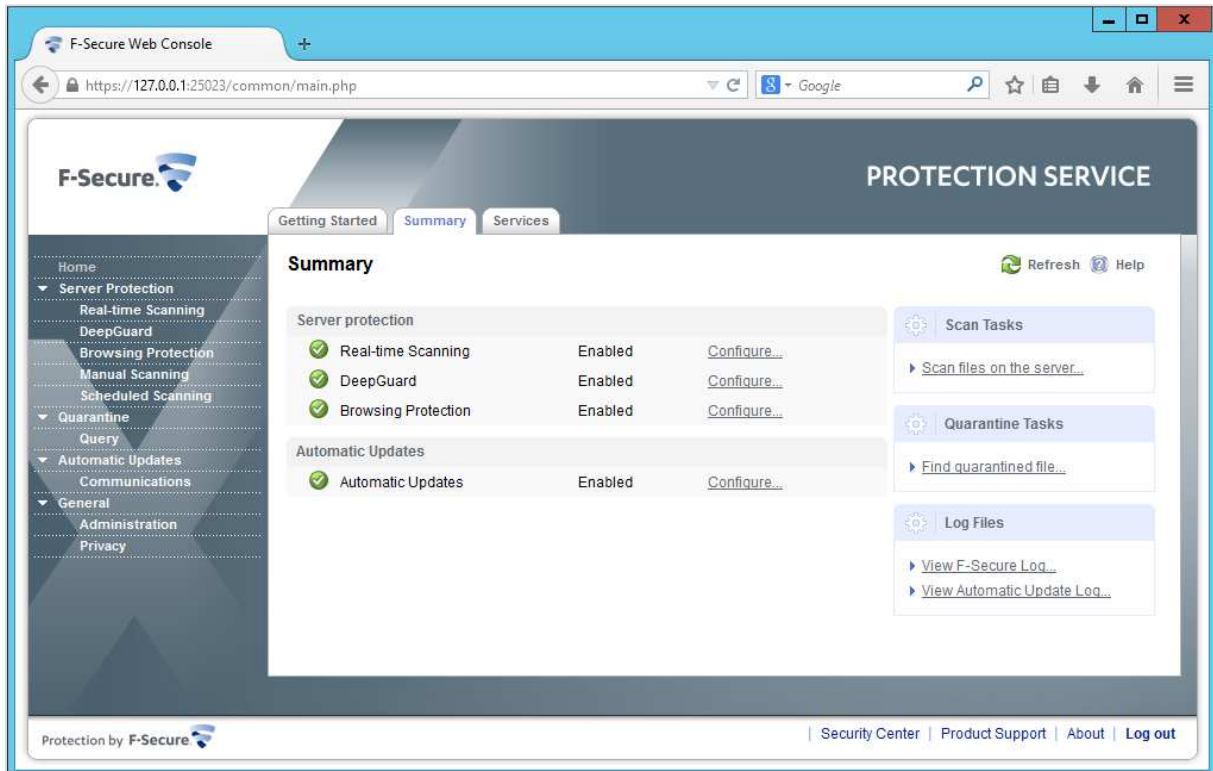 F-Secure Web Console
https://127.0.0.1:25023/common/main.php
Google
F-Secure.
PROTECTION SERVICE
Getting Started Summary Services
Home
Server Protection
Real-time Scanning
DeepGuard
Browsing Protection
Manual Scanning
Scheduled Scanning
Quarantine
Query
Automatic Updates
Communications
General
Administration
Privacy
Summary
Refresh Help
Server protection
Real-time Scanning Enabled Configure...
DeepGuard Enabled Configure...
Browsing Protection Enabled Configure...
Automatic Updates
Automatic Updates Enabled Configure...
Scan Tasks
Scan files on the server...
Quarantine Tasks
Find quarantined file...
Log Files
View F-Secure Log...
View Automatic Update Log...
Protection by F-Secure.
| Security Center | Product Support | About | Log out